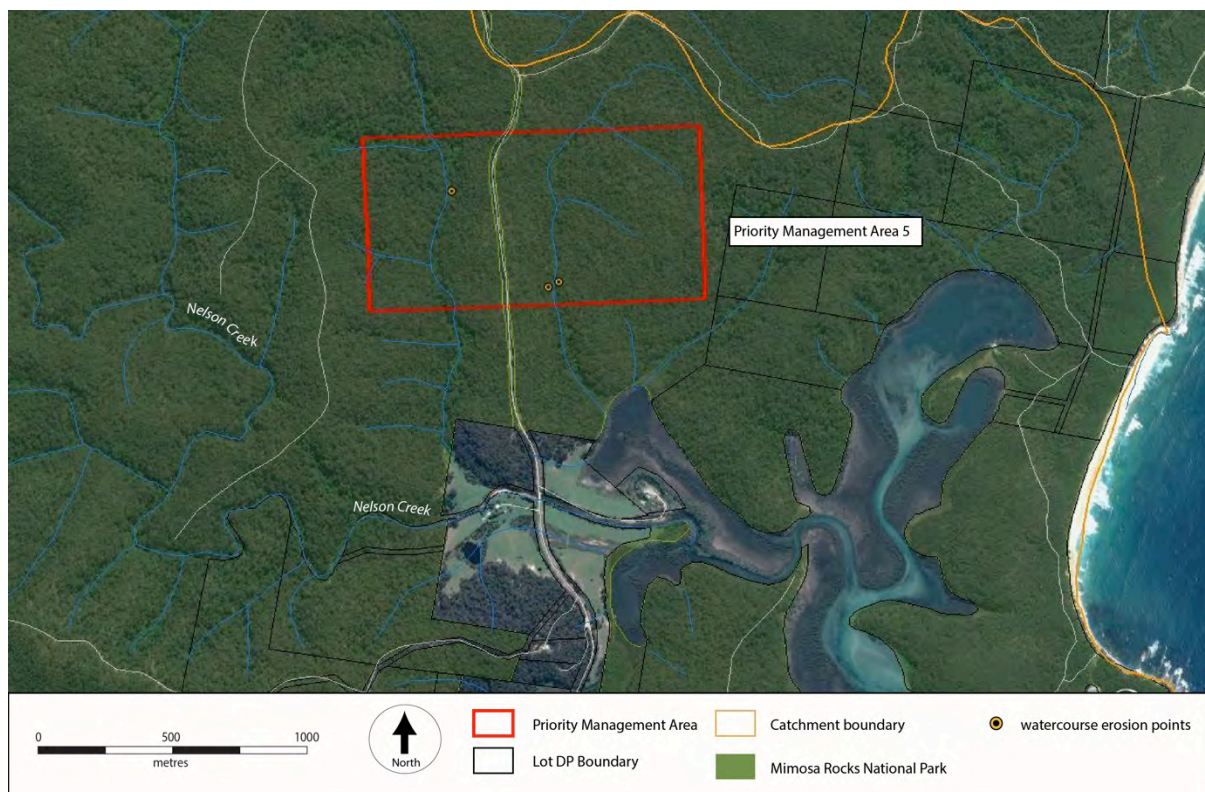 Priority Management Area 5
Nelson Creek
Nelson Creek
0 500 1000
metres
North
Priority Management Area
Lot DP Boundary
Catchment boundary
Mimosa Rocks National Park
watercourse erosion points